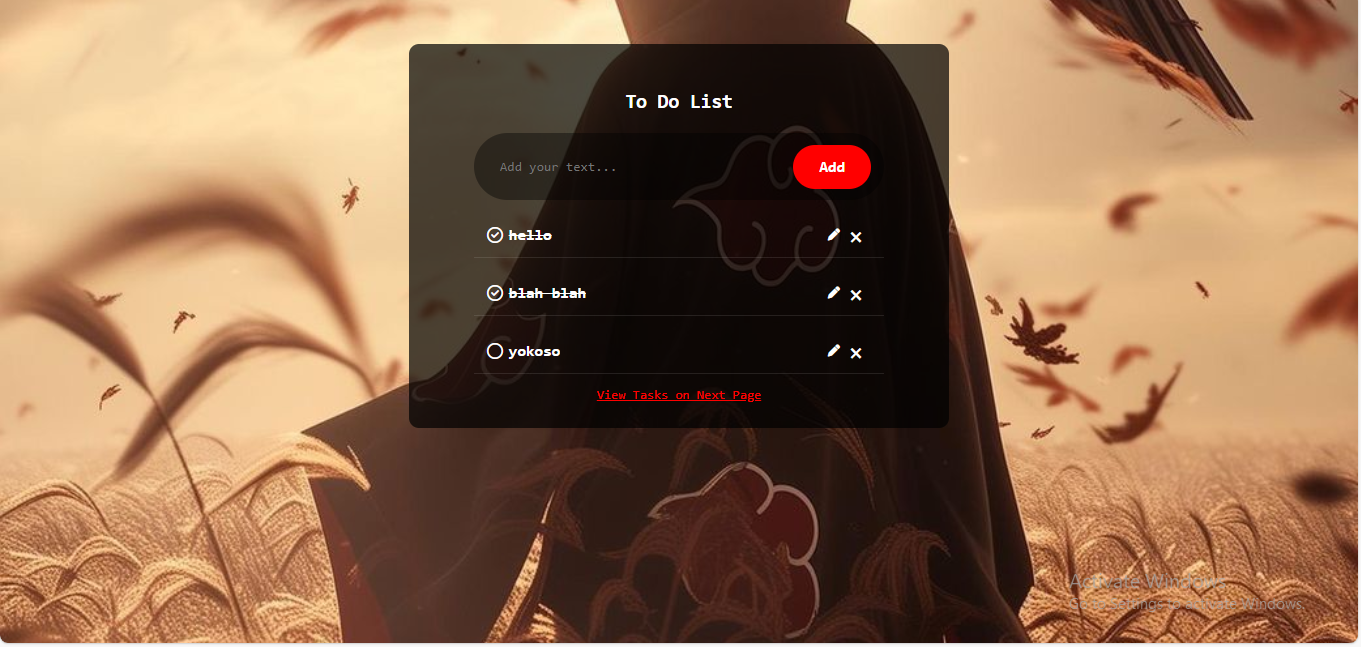 To Do List
Add your text...
Add
hello
blah blah
yokoso
View Tasks on Next Page
Activate Windows
Go to Settings to activate Windows.